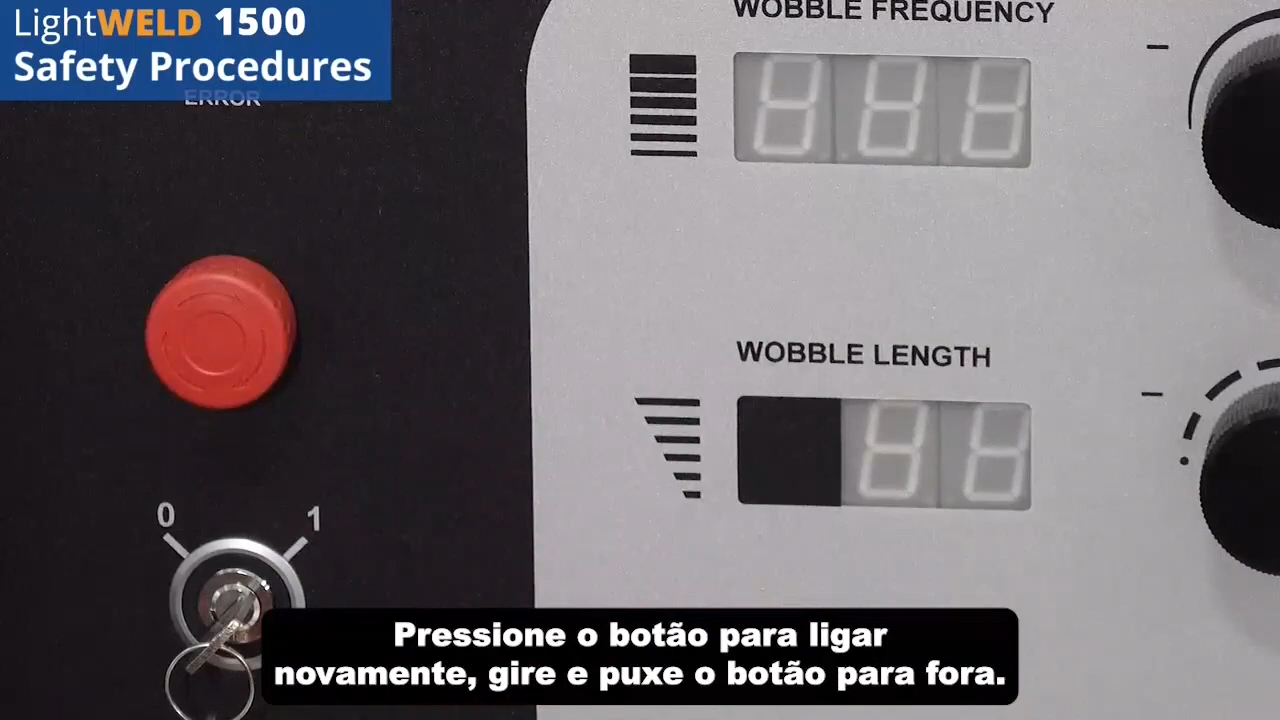 LightWELD 1500
Safety Procedures
ERROR
WOBBLE FREQUENCY
WOBBLE LENGTH
0
1
Pressione o botão para ligar
novamente, gire e puxe o botão para fora.